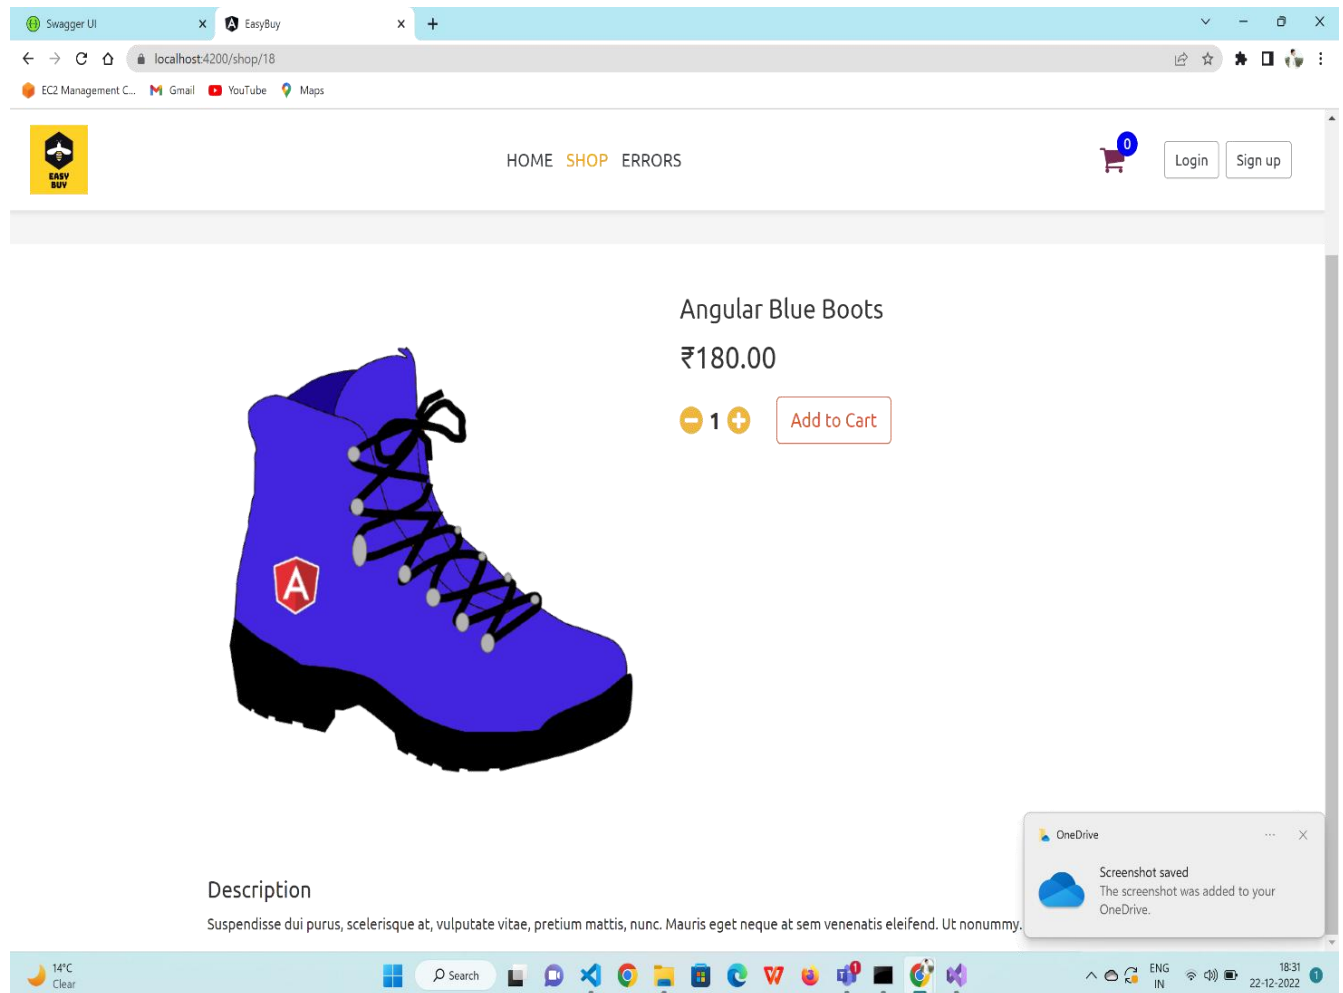 Swagger UI
EasyBuy
localhost:4200/shop/18
EC2 Management C... Gmail YouTube Maps
EASY
BUY
HOME SHOP ERRORS
0
Login Sign up
Angular Blue Boots
₹180.00
1 Add to Cart
A
OneDrive
Screenshot saved
The screenshot was added to your
OneDrive.
Description
Suspendisse dui purus, scelerisque at, vulputate vitae, pretium mattis, nunc. Mauris eget neque at sem venenatis eleifend. Ut nonummy.
14°C
Clear
Search
ENG
IN
18:31
22-12-2022
1